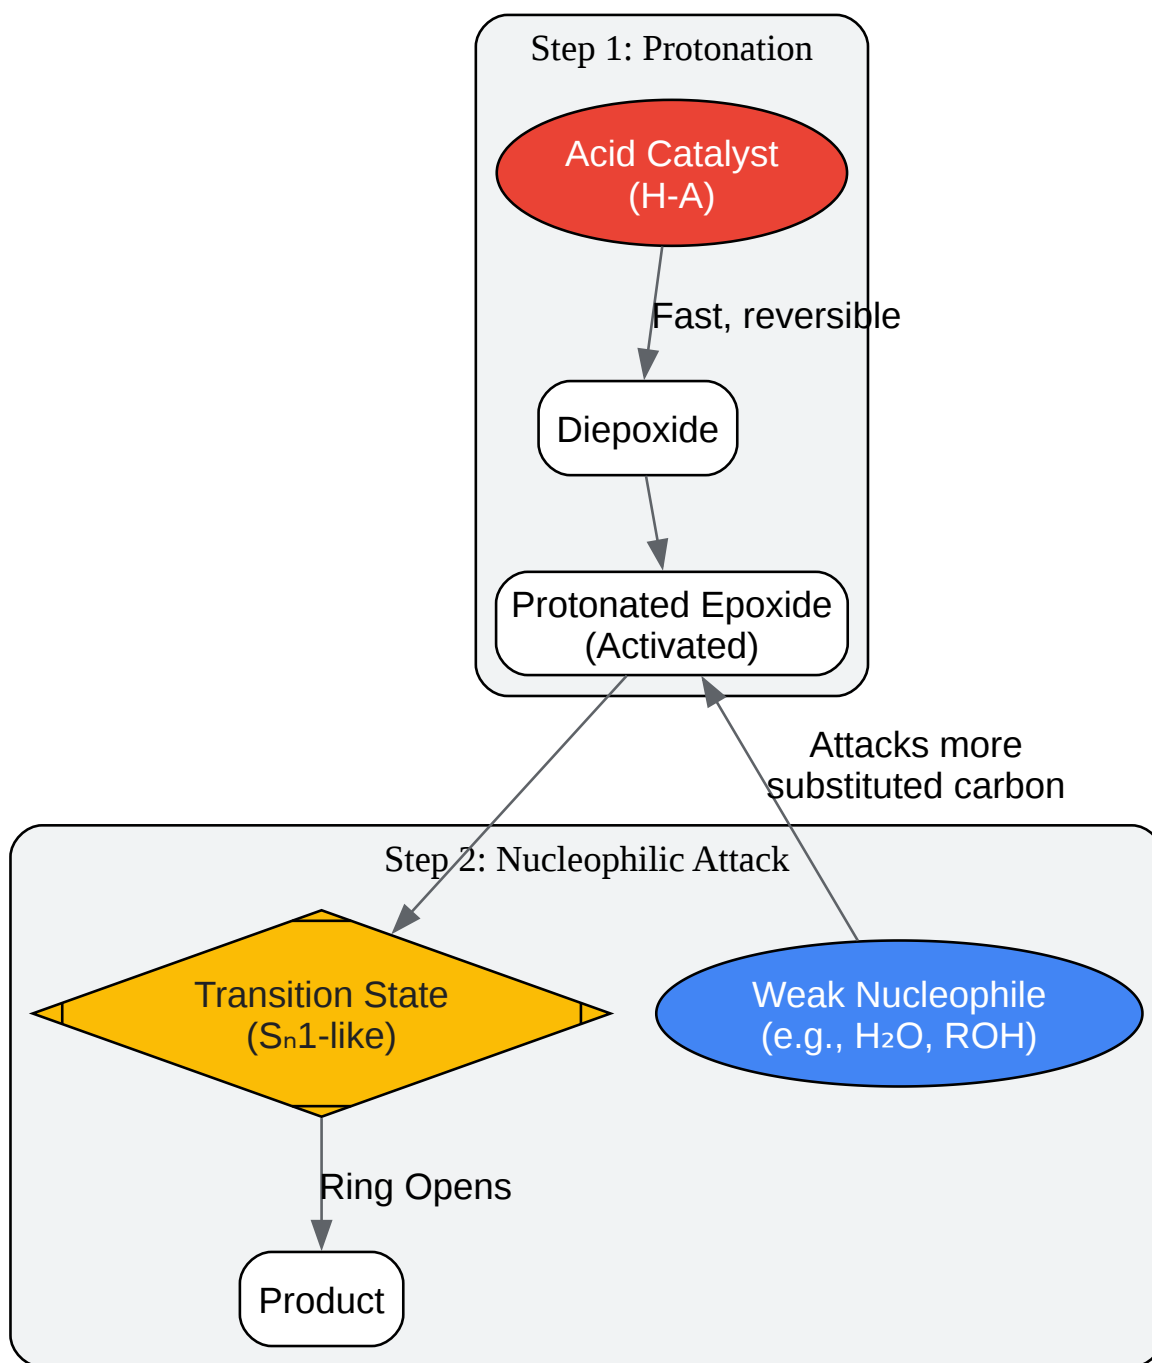 Step 1: Protonation
Acid Catalyst
(H-A)
Fast, reversible
Diepoxide
Protonated Epoxide
(Activated)
Attacks more
substituted carbon
Step 2: Nucleophilic Attack
Transition State
(Sₙ1-like)
Weak Nucleophile
(e.g., H₂O, ROH)
Ring Opens
Product